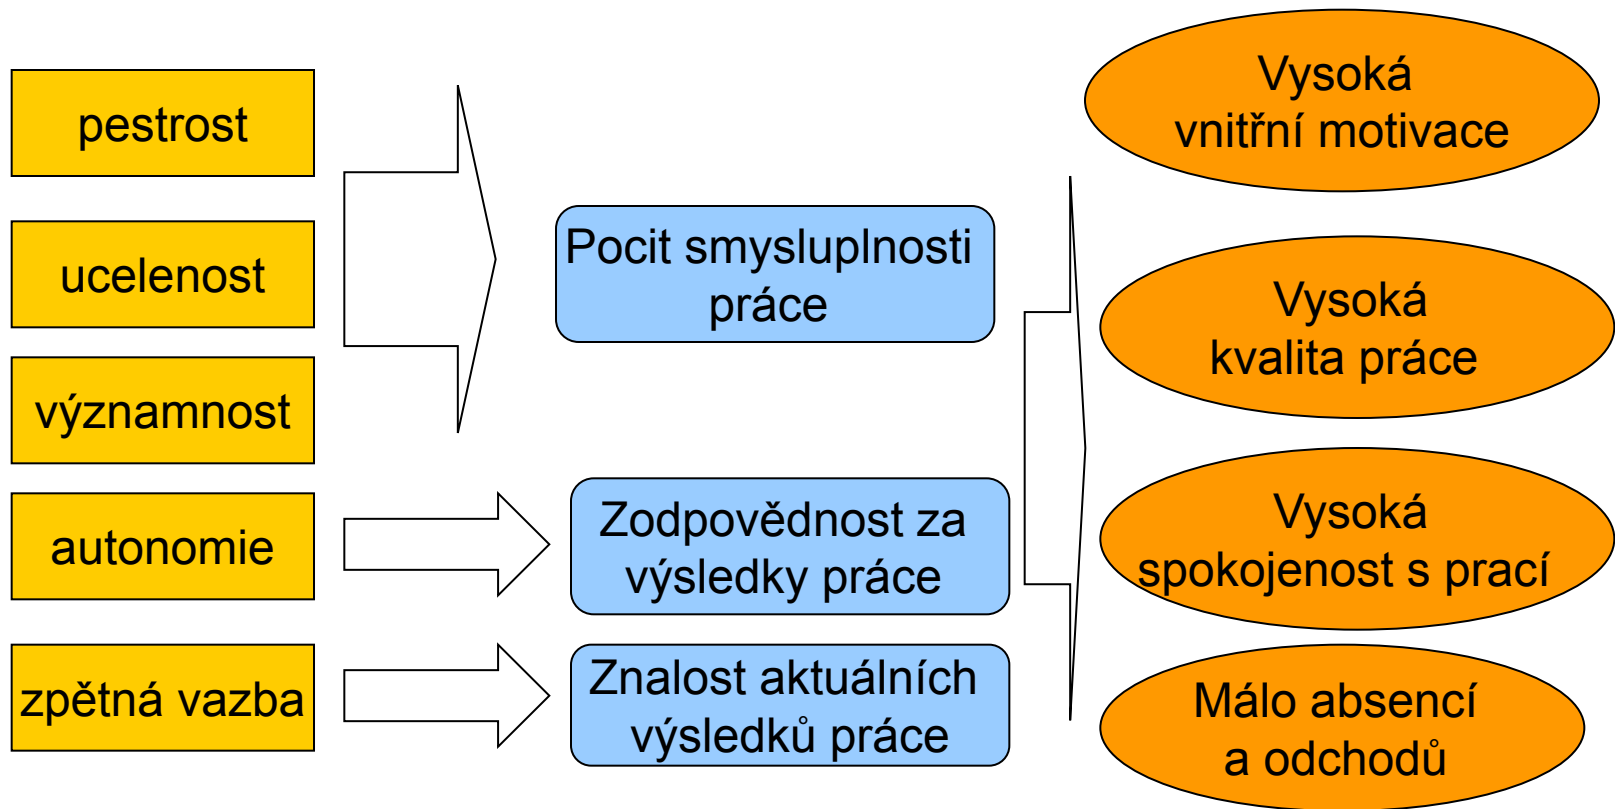 pestrost
ucelenost
významnost
autonomie
zpětná vazba
Pocit smysluplnosti
práce
Zodpovědnost za
výsledky práce
Znalost aktuálních
výsledků práce
Vysoká
vnitřní motivace
Vysoká
kvalita práce
Vysoká
spokojenost s prací
Málo absencí
a odchodů